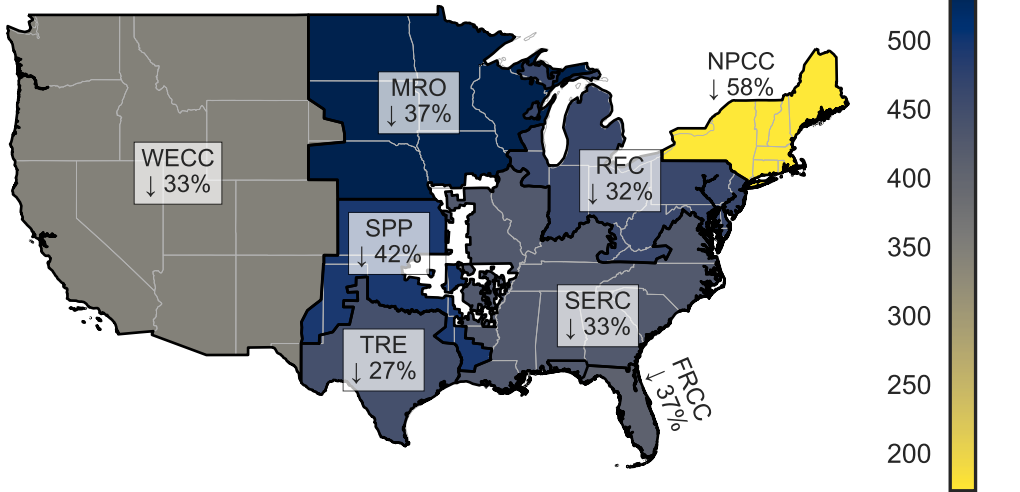 MRO
↓ 37%
NPCC
↓ 58%
WECC
↓ 33%
RFC
↓ 32%
SPP
↓ 42%
SERC
↓ 33%
TRE
↓ 27%
FRCC
↓ 37%
500
450
400
350
300
250
200